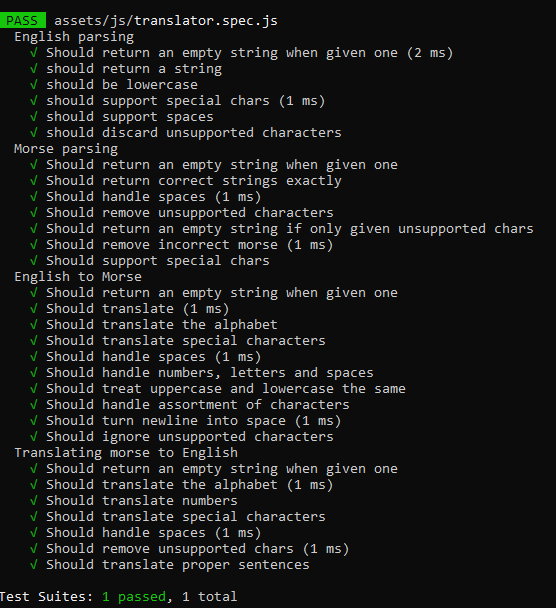 PASS assets/js/translator.spec.js
English parsing
√ Should return an empty string when given one (2 ms)
√ should return a string
√ should be lowercase
√ should support special chars (1 ms)
√ should support spaces
√ should discard unsupported characters
Morse parsing
√ Should return an empty string when given one
√ Should return correct strings exactly
√ Should handle spaces (1 ms)
√ Should remove unsupported characters
√ Should return an empty string if only given unsupported chars
√ Should remove incorrect morse (1 ms)
√ Should support special chars
English to Morse
√ Should return an empty string when given one
√ Should translate (1 ms)
√ Should translate the alphabet
√ Should translate special characters
√ Should handle spaces (1 ms)
√ Should handle numbers, letters and spaces
√ Should treat uppercase and lowercase the same
√ Should handle assortment of characters
√ Should turn newline into space (1 ms)
√ Should ignore unsupported characters
Translating morse to English
√ Should return an empty string when given one
√ Should translate the alphabet (1 ms)
√ Should translate numbers
√ Should translate special characters
√ Should handle spaces (1 ms)
√ Should remove unsupported chars (1 ms)
√ Should translate proper sentences
Test Suites: 1 passed, 1 total